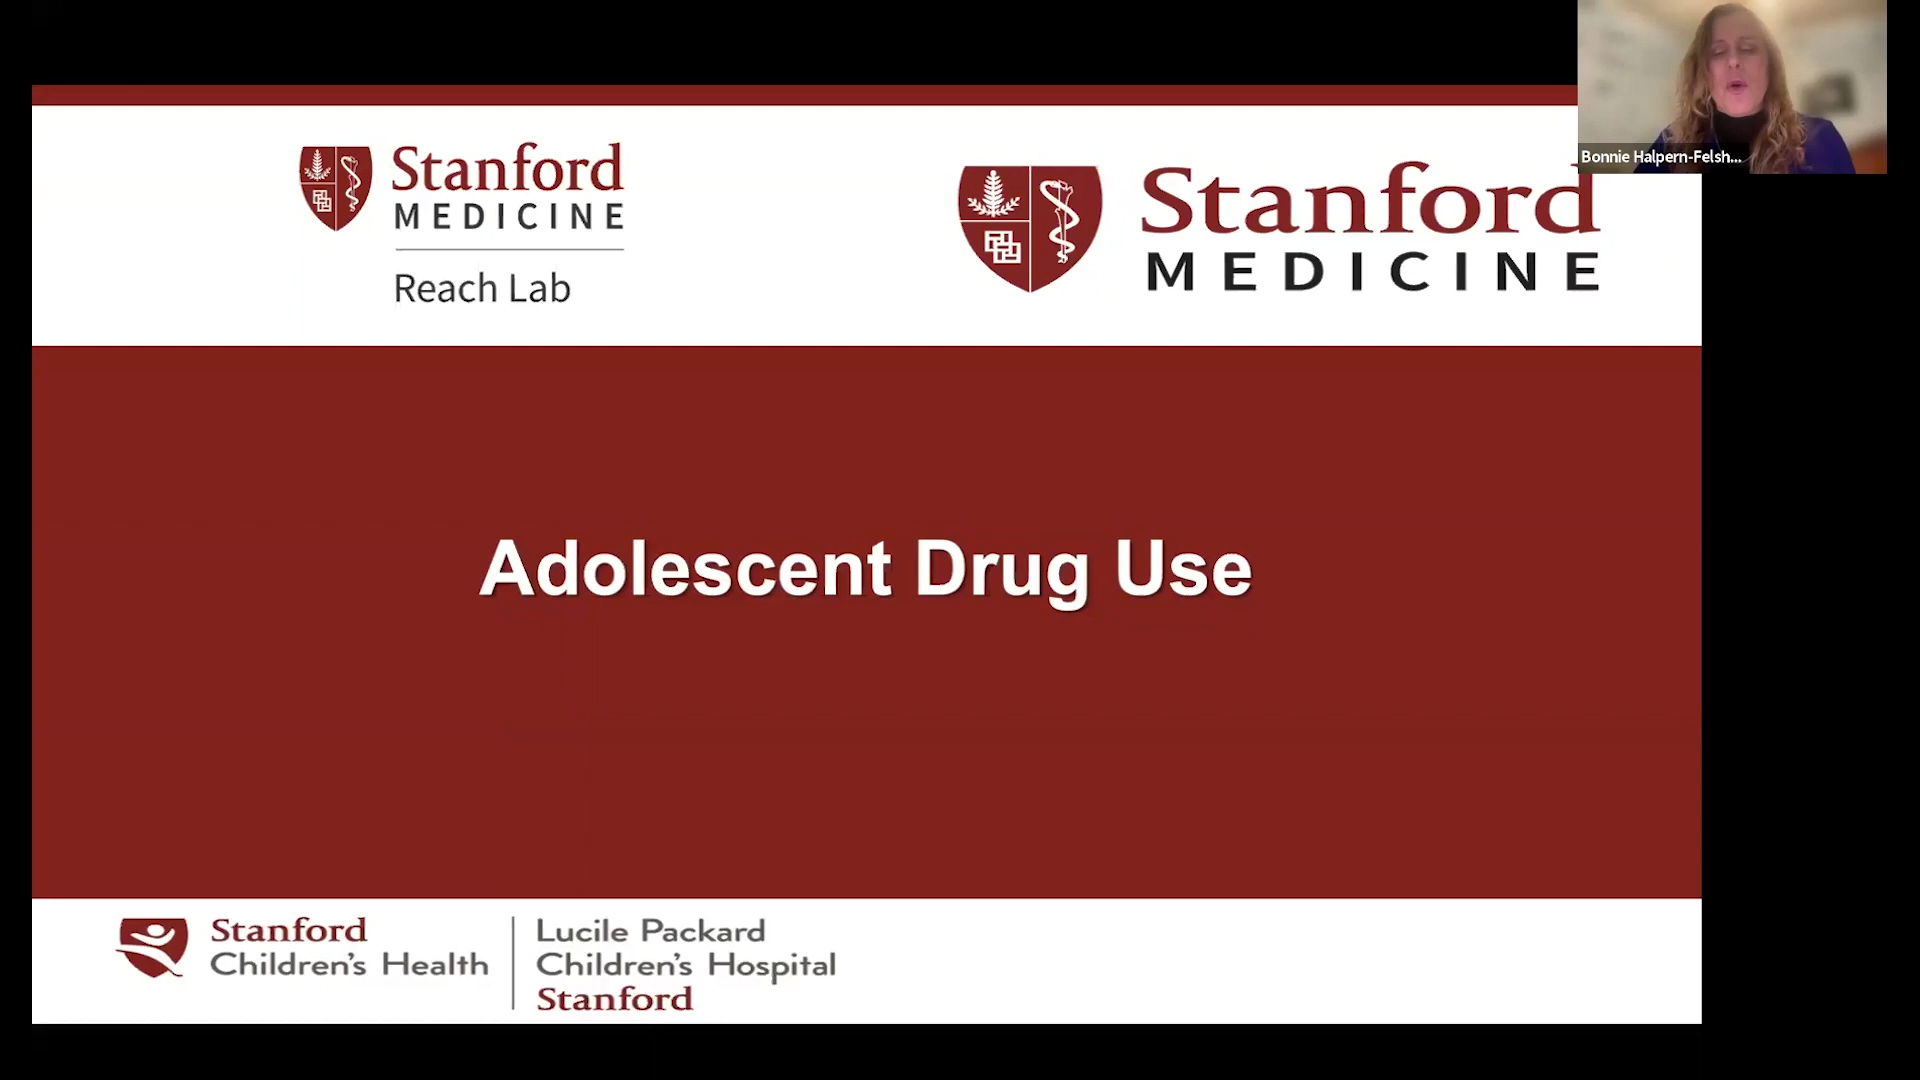 Stanford
MEDICINE
Reach Lab
Stanford
MEDICINE
Bonnie Halpern-Felsh...
Adolescent Drug Use
Stanford
Children's Health
Lucile Packard
Children's Hospital
Stanford